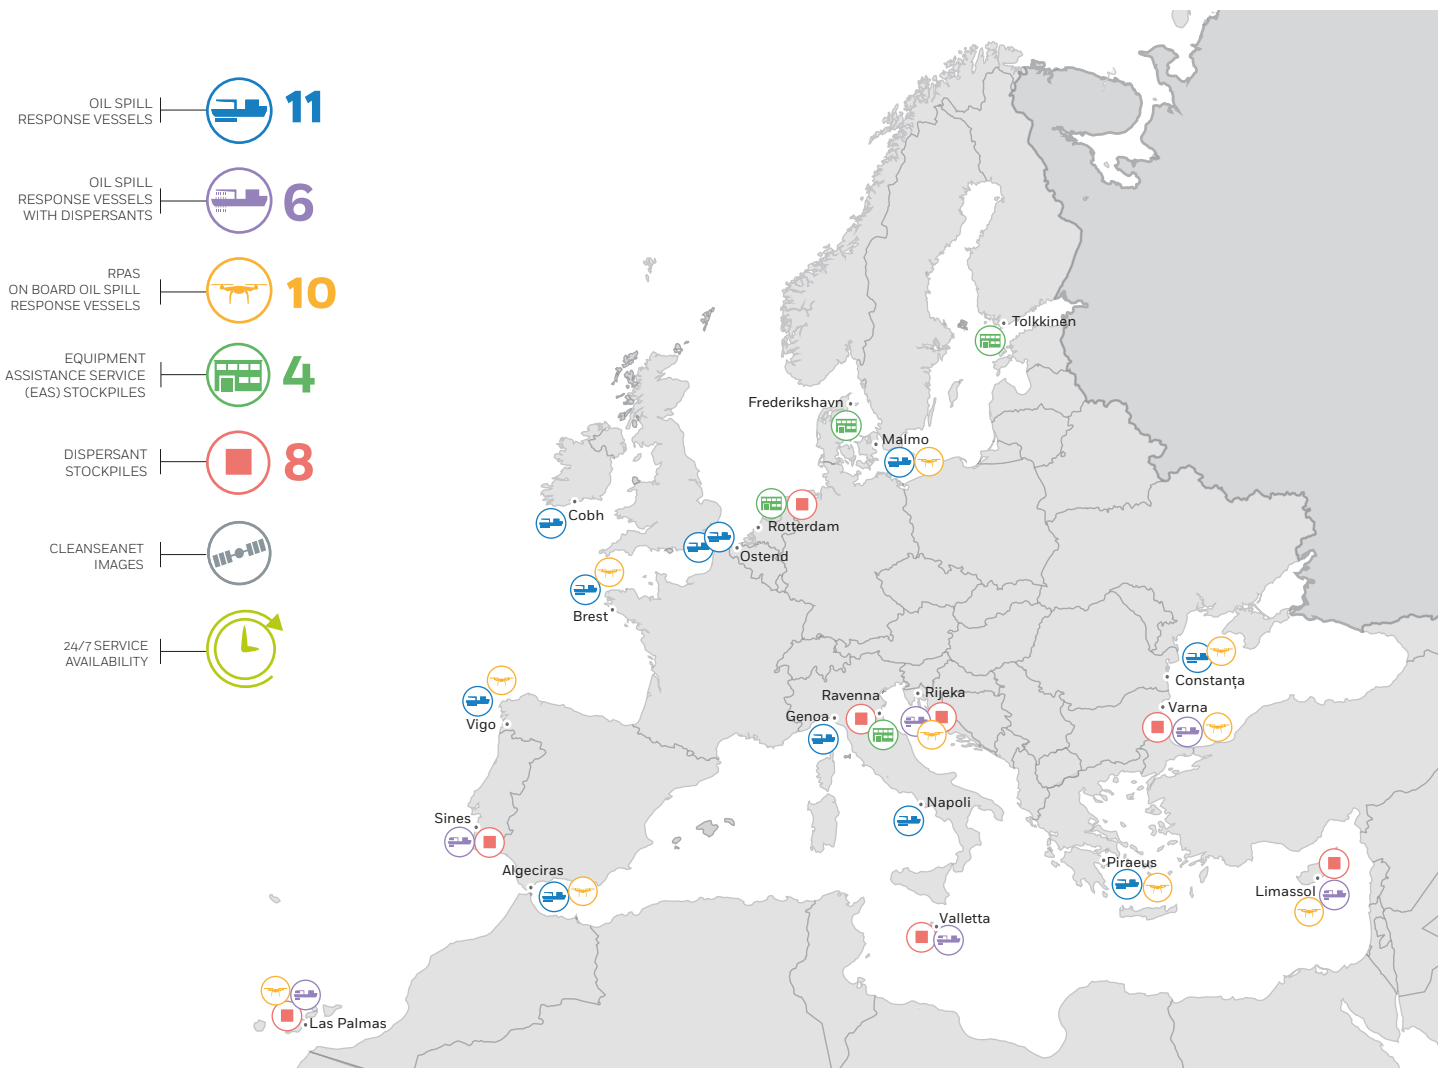 OIL SPILL
RESPONSE VESSELS
11
OIL SPILL
RESPONSE VESSELS
WITH DISPERSANTS
6
RPAS
ON BOARD OIL SPILL
RESPONSE VESSELS
10
EQUIPMENT
ASSISTANCE SERVICE
(EAS) STOCKPILES
4
DISPERSANT
STOCKPILES
8
CLEANSEANET
IMAGES
24/7 SERVICE
AVAILABILITY
Tolkkinen
Frederikshavn
Malmo
Cobh
Rotterdam
Ostend
Brest
Constanța
Ravenna
Rijeka
Varna
Genoa
Vigo
Napoli
Sines
Piraeus
Algeciras
Limassol
Valletta
Las Palmas